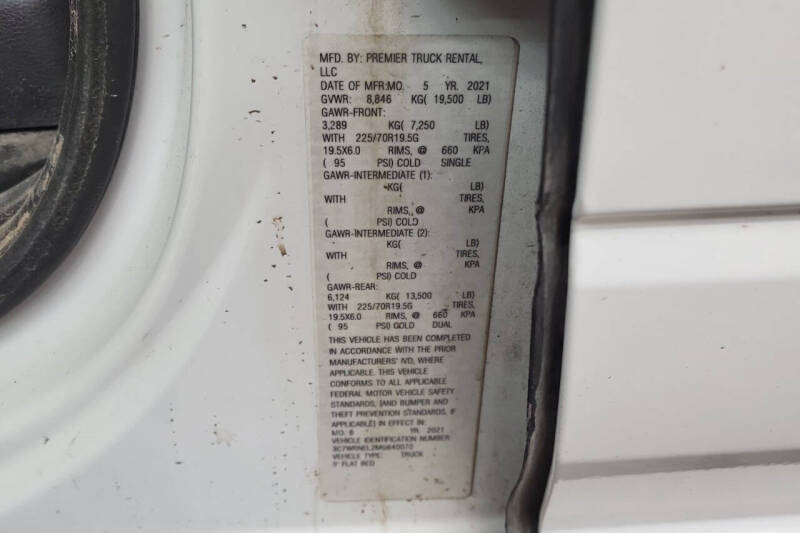 MFD. BY: PREMIER TRUCK RENTAL,
LLC
DATE OF MFR:MO. 5 YR. 2021
GVWR: 8,846 KG( 19,500 LB)
GAWR-FRONT:
3,289 KG( 7,250 LB)
WITH 225/70R19.5G TIRES,
19.5X6.0 RIMS, @ 660 KPA
( 95 PSI) COLD SINGLE
GAWR-INTERMEDIATE (1):
KG( LB)
WITH TIRES,
RIMS, @ KPA
( PSI) COLD
GAWR-INTERMEDIATE (2):
KG( LB)
WITH TIRES,
RIMS, @ KPA
( PSI) COLD
GAWR-REAR:
6,124 KG( 13,500 LB)
WITH 225/70R19.5G TIRES,
19.5X6.0 RIMS, @ 660 KPA
( 95 PSI) COLD DUAL
THIS VEHICLE HAS BEEN COMPLETED
IN ACCORDANCE WITH THE PRIOR
MANUFACTURERS' IVD, WHERE
APPLICABLE. THIS VEHICLE
CONFORMS TO ALL APPLICABLE
FEDERAL MOTOR VEHICLE SAFETY
STANDARDS, [AND BUMPER AND
THEFT PREVENTION STANDARDS, IF
APPLICABLE] IN EFFECT IN:
MO. 6 YR. 2021
VEHICLE IDENTIFICATION NUMBER:
VEHICLE TYPE: TRUCK
9' FLAT BED